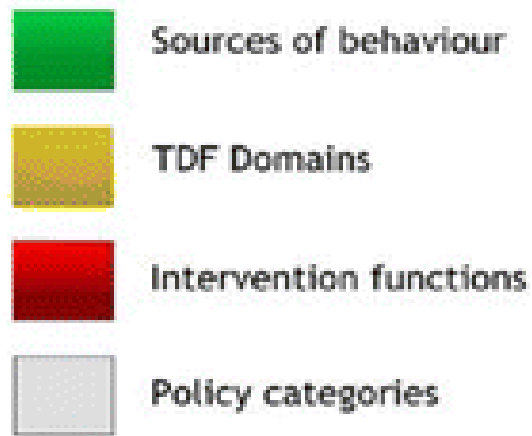 Sources of behaviour
TDF Domains
Intervention functions
Policy categories